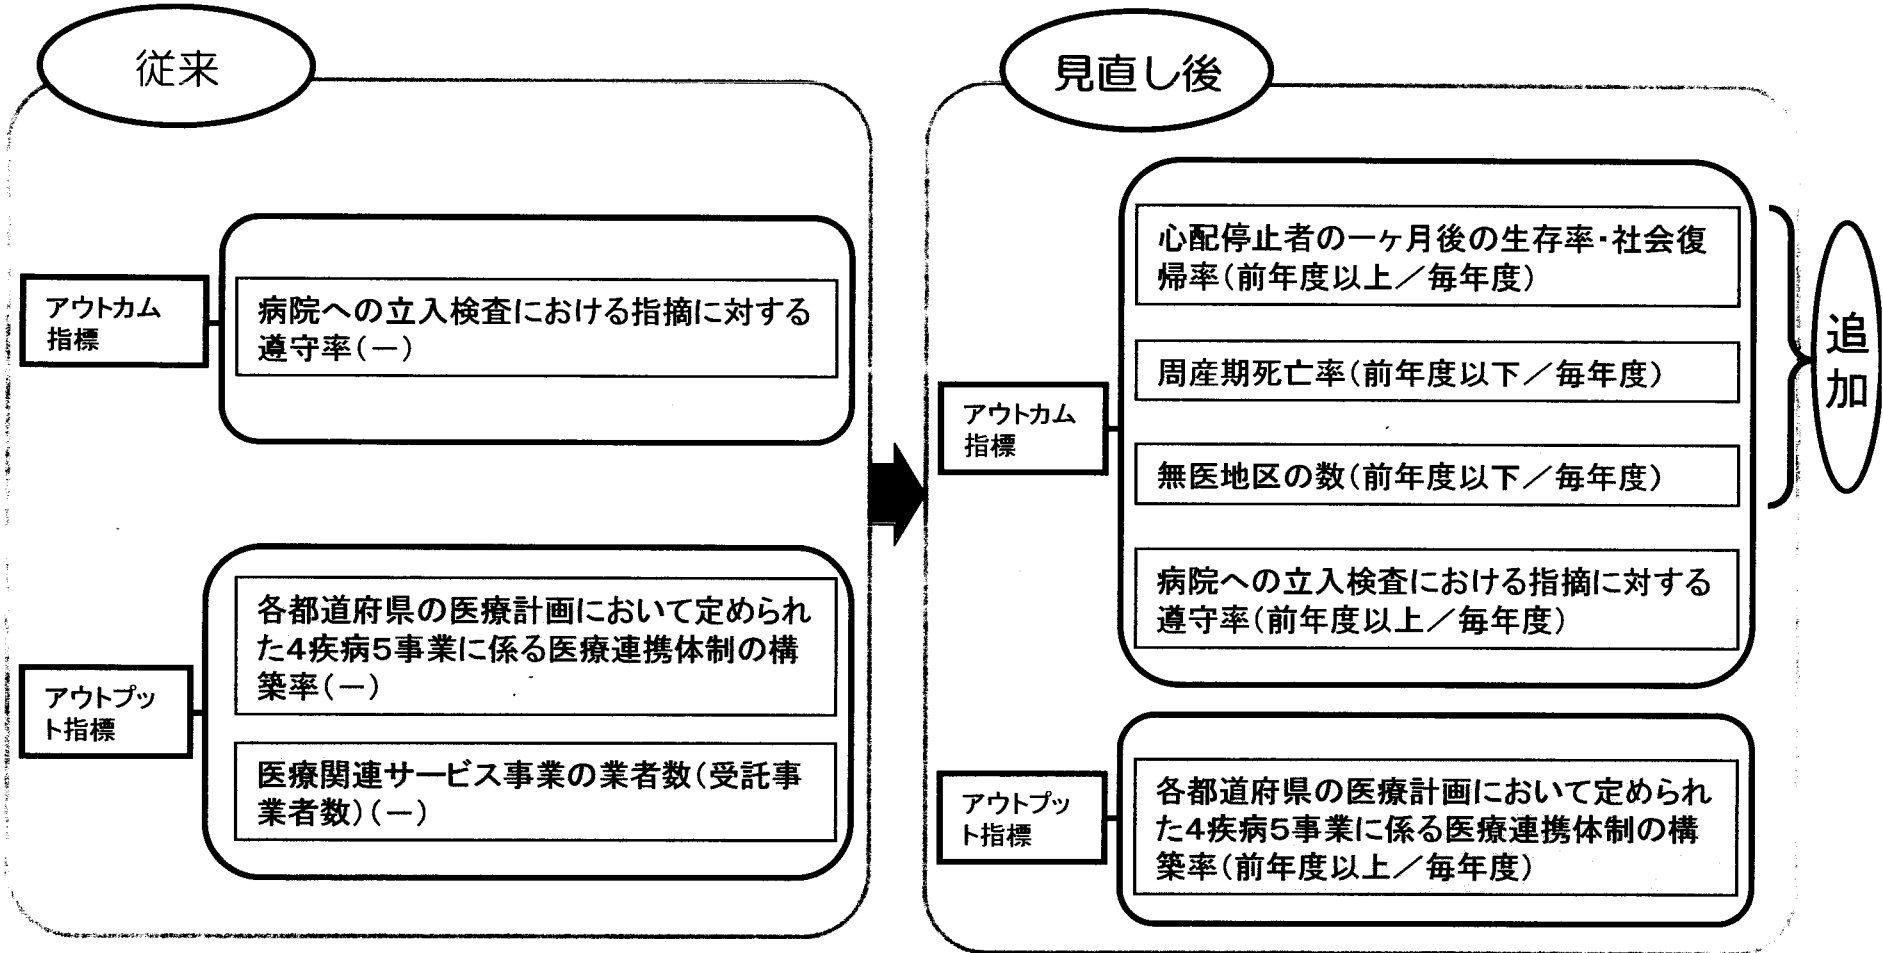 従来
アウトカム
指標
病院への立入検査における指摘に対する
遵守率(－)
アウトプッ
ト指標
各都道府県の医療計画において定められ
た4疾病5事業に係る医療連携体制の構
築率(－)
医療関連サービス事業の業者数(受託事
業者数)(－)
見直し後
アウトカム
指標
心配停止者の一ヶ月後の生存率・社会復
帰率(前年度以上／毎年度)
周産期死亡率(前年度以下／毎年度)
無医地区の数(前年度以下／毎年度)
病院への立入検査における指摘に対する
遵守率(前年度以上／毎年度)
追
加
アウトプッ
ト指標
各都道府県の医療計画において定められ
た4疾病5事業に係る医療連携体制の構
築率(前年度以上／毎年度)